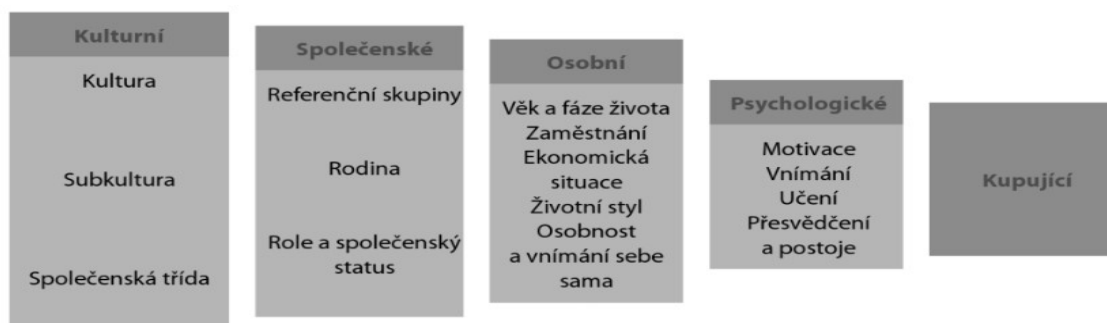 Kulturní
Kultura
Subkultura
Společenská třída
Společenské
Referenční skupiny
Rodina
Role a společenský
status
Osobní
Věk a fáze života
Zaměstnání
Ekonomická
situace
Životní styl
Osobnost
a vnímání sebe
sama
Psychologické
Motivace
Vnímání
Učení
Přesvědčení
a postoje
Kupující